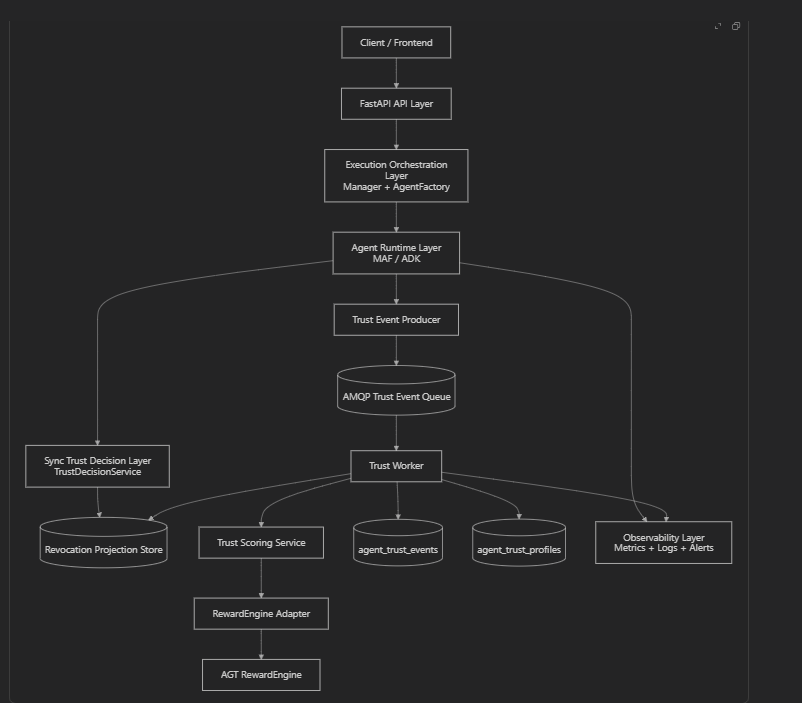 Client / Frontend
FastAPI API Layer
Execution Orchestration
Layer
Manager + AgentFactory
Agent Runtime Layer
MAF / ADK
Trust Event Producer
AMQP Trust Event Queue
Sync Trust Decision Layer
TrustDecisionService
Trust Worker
Revocation Projection Store
Trust Scoring Service
agent_trust_events
agent_trust_profiles
Observability Layer
Metrics + Logs + Alerts
RewardEngine Adapter
AGT RewardEngine